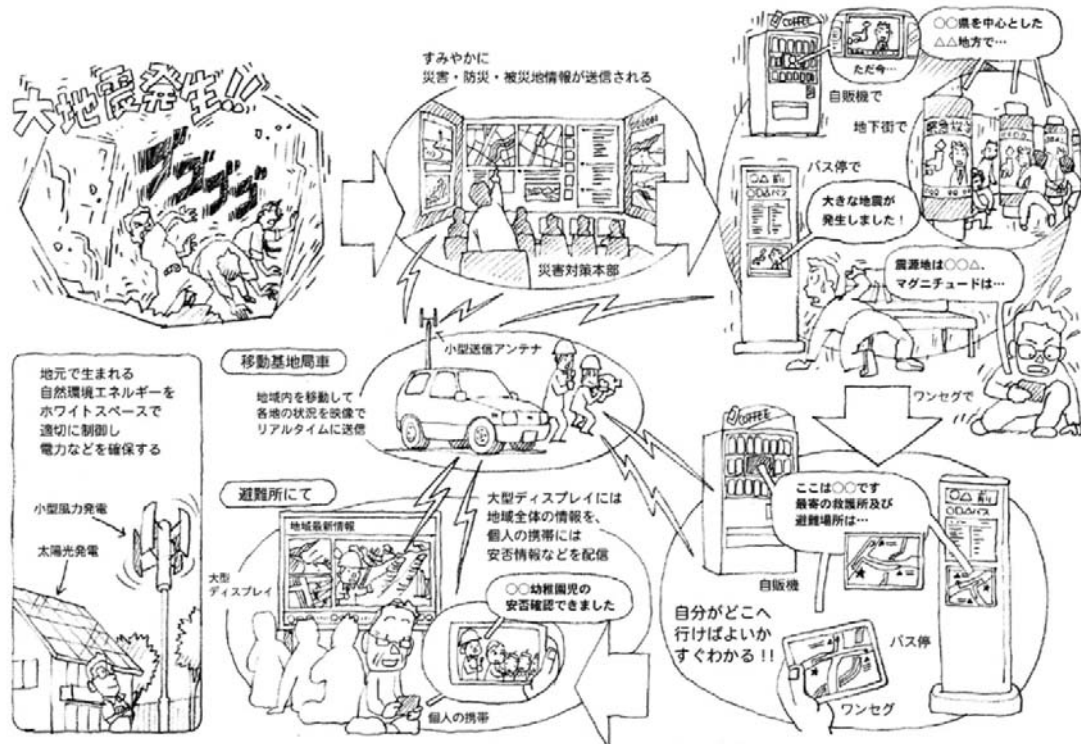 大地震発生!!
ゴゴゴゴ
すみやかに
災害・防災・被災地情報が送信される
災害対策本部
COFFEE
ただ今…
自販機で
○○県を中心とした
△△地方で…
地下街で
バス停で
○△
○□△バス
大きな地震が
発生しました！
震源地は○○△、
マグニチュードは…
ワンセグで
小型送信アンテナ
移動基地局車
地域内を移動して
各地の状況を映像で
リアルタイムに送信
地元で生まれる
自然環境エネルギーを
ホワイトスペースで
適切に制御し
電力などを確保する
小型風力発電
太陽光発電
COFFEE
ここは○○です
最寄の救護所及び
避難場所は…
○△
○□△バス
自販機
自分がどこへ
行けばよいか
すぐわかる !!
バス停
ワンセグ
避難所にて
大型ディスプレイには
地域全体の情報を、
個人の携帯には
安否情報などを配信
地域最新情報
大型
ディスプレイ
○○幼稚園児の
安否確認できました
個人の携帯